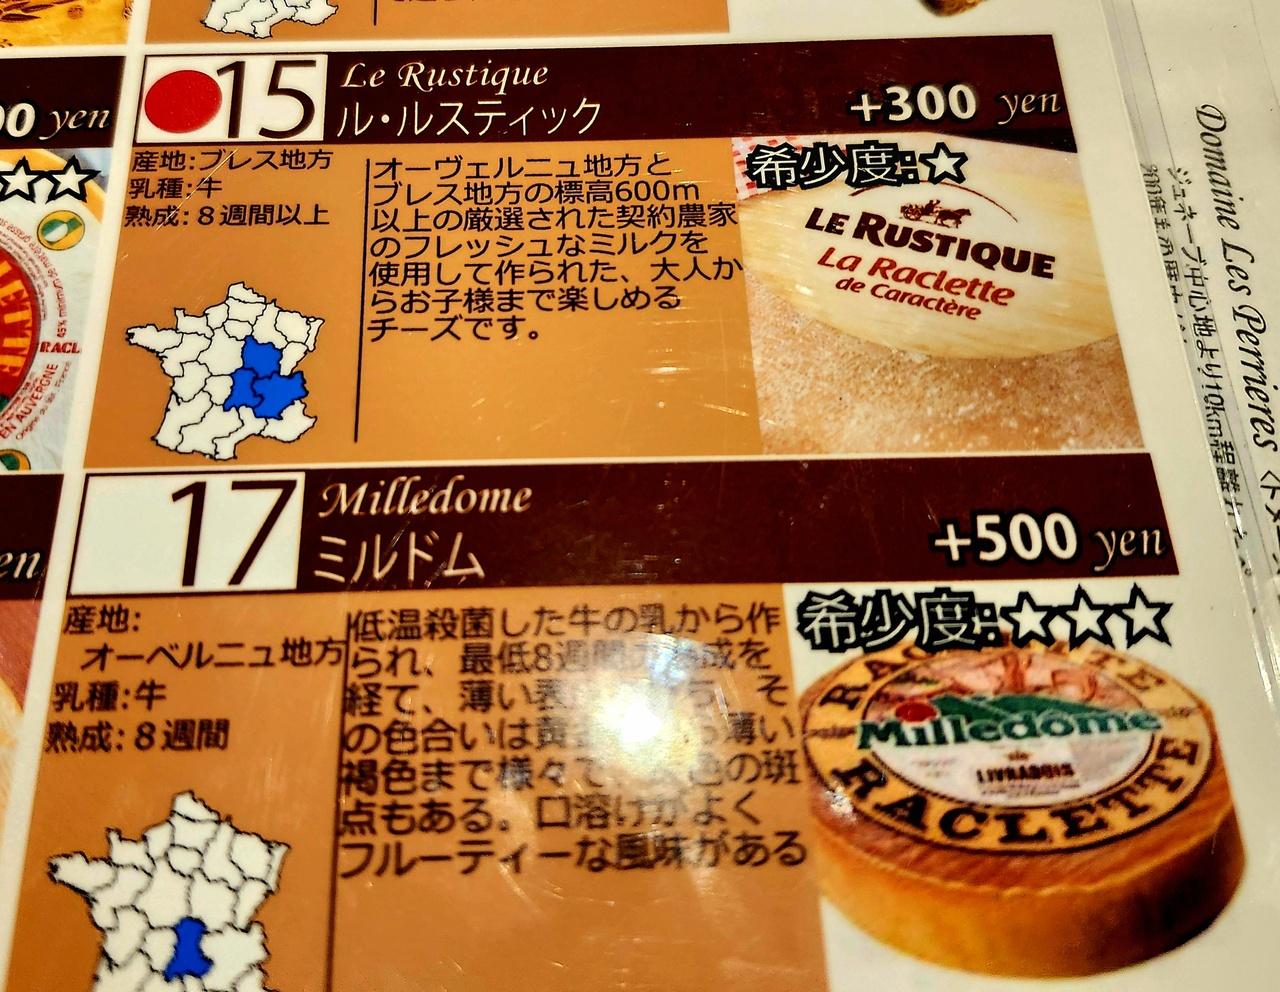 00 yen
15
Le Rustique
ル・ルスティック
+300 yen
産地:ブレス地方
乳種:牛
熟成:8週間以上
オーヴェルニュ地方と
ブレス地方の標高600m
以上の厳選された契約農家
のフレッシュなミルクを
使用して作られた、大人か
らお子様まで楽しめる
チーズです。
希少度:★
LE RUSTIQUE
La Raclette
de Caractère
EN AUVERGNE
17
Milledome
ミルドム
+500 yen
en
産地:
オーベルニュ地方
乳種:牛
熟成:8週間
低温殺菌した牛の乳から作
られ、最低8週間
成を
経て、薄い
そ
の色合いは黄
薄い
褐色まで様々で
色の斑
点もある。口溶けがよく
フルーティーな風味がある
希少度:★★★
RACLETTE
Milledome
LIVRADOIS
RACLETTE
Domaine Les Perrieres